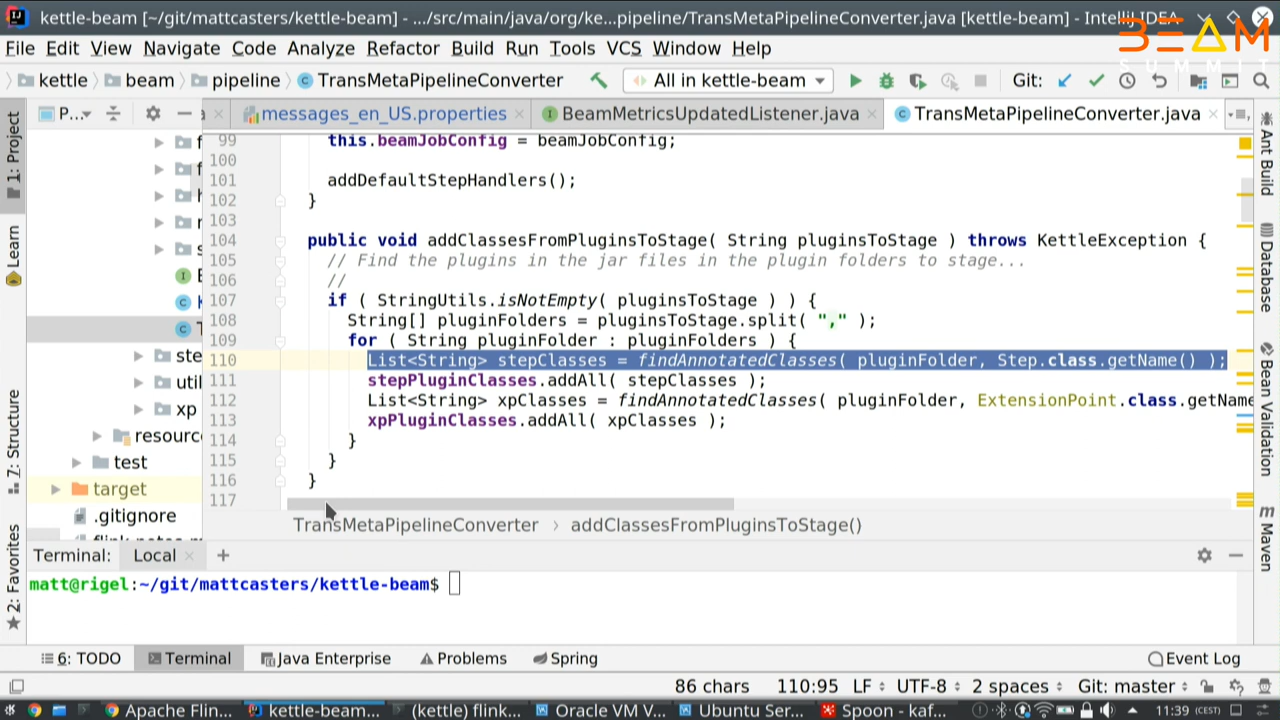 kettle-beam [~/git/mattcasters/kettle-beam] - .../src/main/java/org/ke...pipeline/TransMetaPipelineConverter.java [kettle-beam] - IntelliJ IDEA
BEAM
SUMMIT
File Edit View Navigate Code Analyze Refactor Build Run Tools VCS Window Help
kettle beam pipeline TransMetaPipelineConverter All in kettle-beam Git:
P... messages_en_US.properties BeamMetricsUpdatedListener.java TransMetaPipelineConverter.java
1: Project
Learn
7: Structure
2: Favorites
ste
util
xp
resourc
test
target
.gitignore
99 this.beamJobConfig = beamJobConfig;
100
101 addDefaultStepHandlers();
102 }
103
104 public void addClassesFromPluginsToStage( String pluginsToStage ) throws KettleException {
105 // Find the plugins in the jar files in the plugin folders to stage...
106 //
107 if ( StringUtils.isNotEmpty( pluginsToStage ) ) {
108 String[] pluginFolders = pluginsToStage.split( "," );
109 for ( String pluginFolder : pluginFolders ) {
110 List<String> stepClasses = findAnnotatedClasses( pluginFolder, Step.class.getName() );
111 stepPluginClasses.addAll( stepClasses );
112 List<String> xpClasses = findAnnotatedClasses( pluginFolder, ExtensionPoint.class.getName
113 xpPluginClasses.addAll( xpClasses );
114 }
115 }
116 }
117
TransMetaPipelineConverter › addClassesFromPluginsToStage()
Ant Build
Database
Bean Validation
Maven
Terminal: Local +
matt@rigel:~/git/mattcasters/kettle-beam$
6: TODO Terminal Java Enterprise Problems Spring Event Log
86 chars 110:95 LF UTF-8 2 spaces Git: master
Apache Flin... kettle-beam... (kettle) flink... Oracle VM V... Ubuntu Ser... Spoon - kaf... 11:39 (CEST)